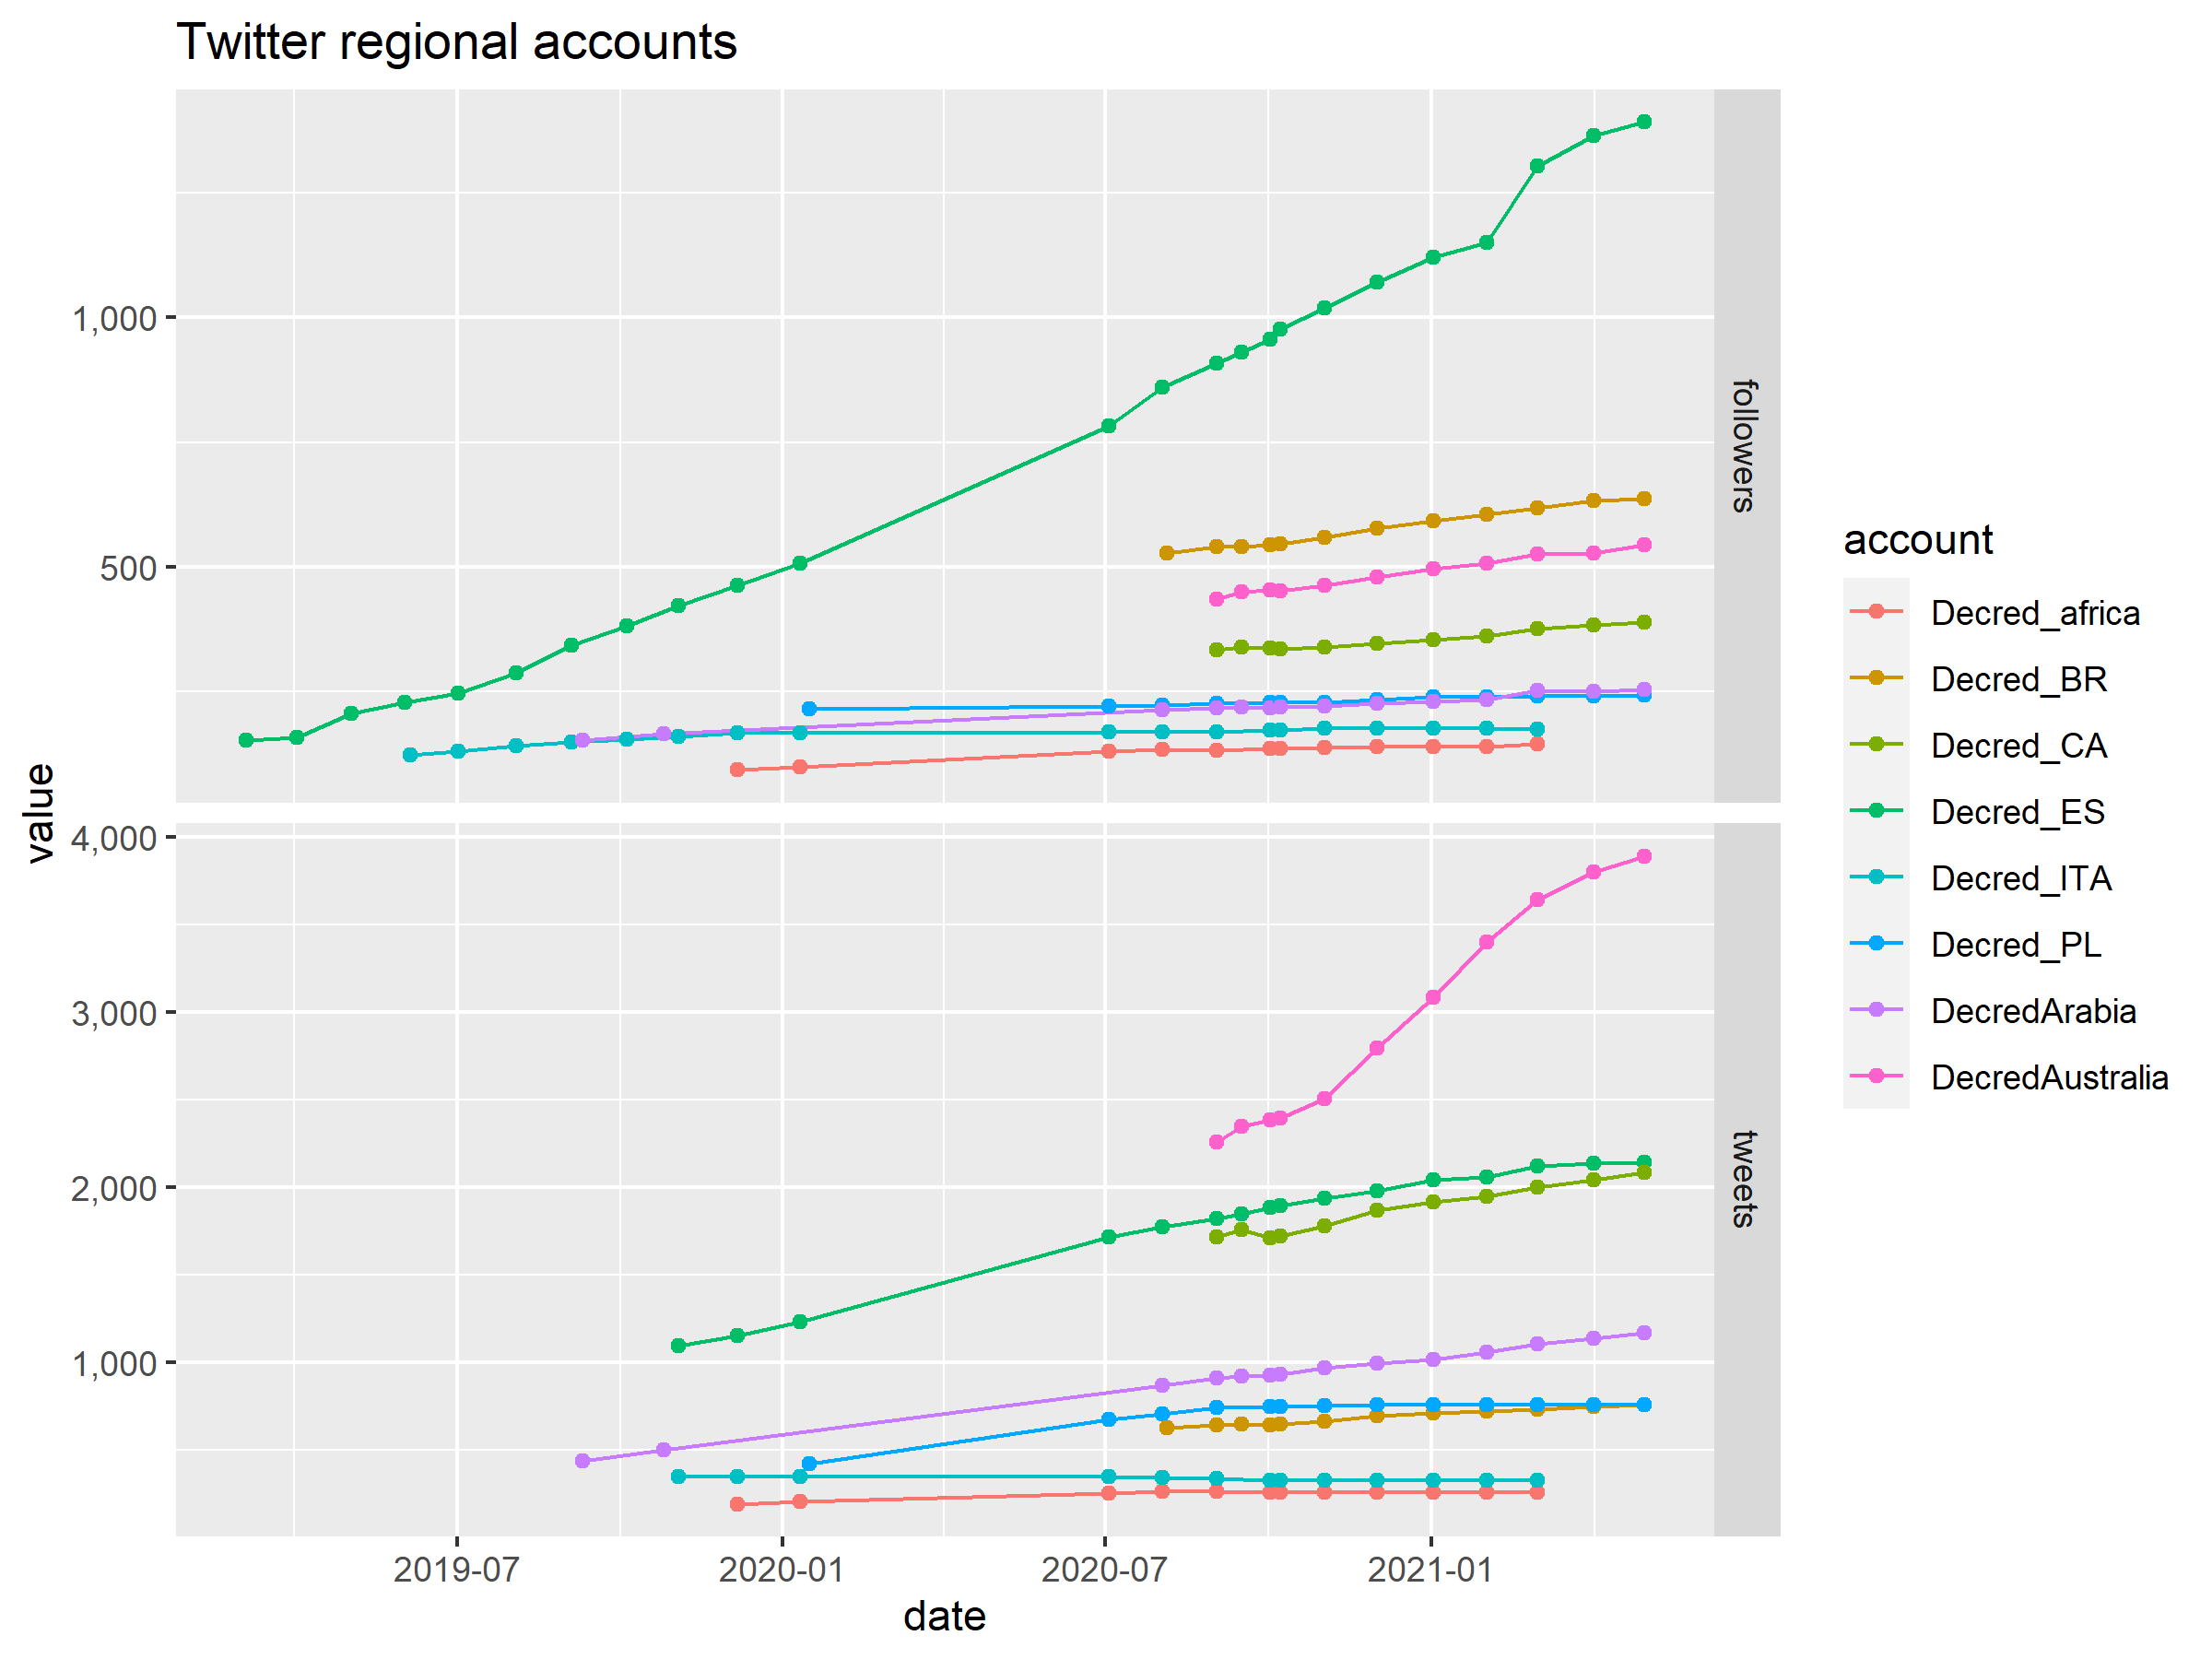 Twitter regional accounts
value
1,000
500
followers
4,000
3,000
2,000
1,000
tweets
2019-07
2020-01
2020-07
2021-01
date
account
Decred_africa
Decred_BR
Decred_CA
Decred_ES
Decred_ITA
Decred_PL
DecredArabia
DecredAustralia